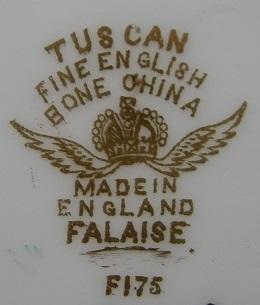 TUSCAN
FINE ENGLISH
BONE CHINA
MADE IN
ENGLAND
FALAISE
F175